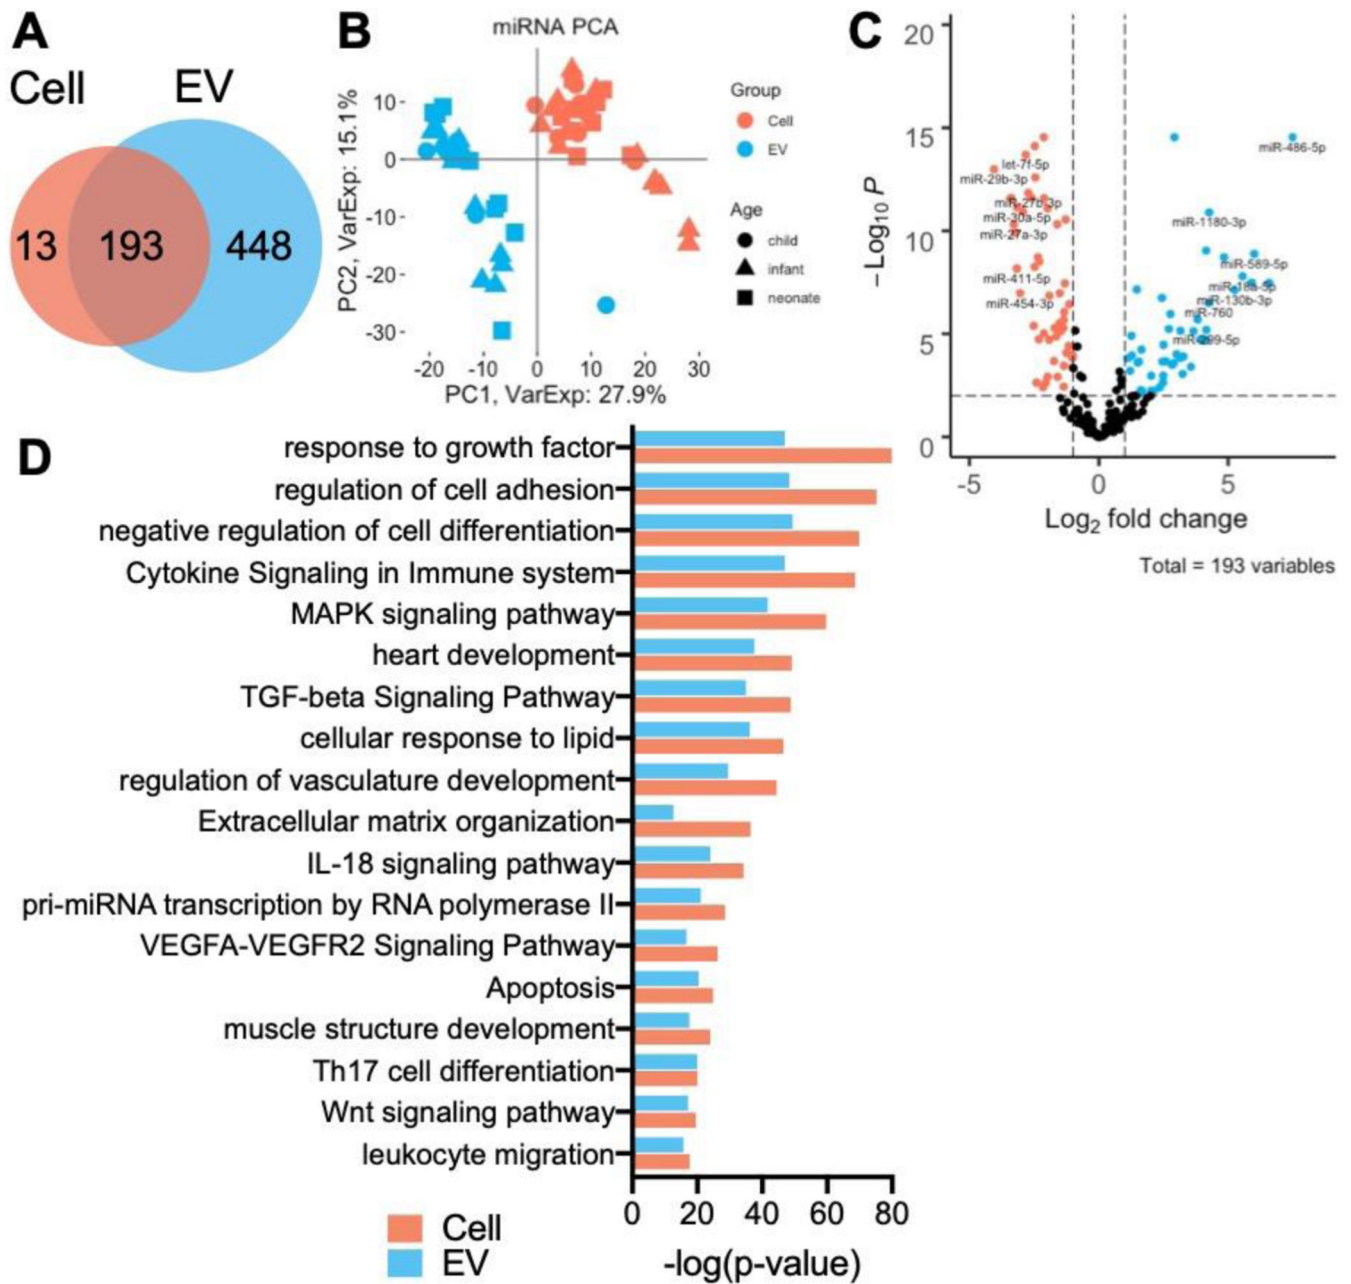 A
Cell
EV
13
193
448
B
miRNA PCA
PC2, VarExp: 15.1%
10
0
-10
-20
-30
-20 -10 0 10 20 30
PC1, VarExp: 27.9%
Group
Cell
EV
Age
child
infant
neonate
C
−Log10 P
20
15
10
5
0
miR-486-5p
let-7f-5p
miR-29b-3p
miR-27b-3p
miR-30a-5p
miR-1180-3p
miR-27a-3p
miR-589-5p
miR-411-5p
miR-18a-5p
miR-454-3p
miR-130b-3p
miR-760
miR-299-5p
-5 0 5
Log2 fold change
Total = 193 variables
D
response to growth factor
regulation of cell adhesion
negative regulation of cell differentiation
Cytokine Signaling in Immune system
MAPK signaling pathway
heart development
TGF-beta Signaling Pathway
cellular response to lipid
regulation of vasculature development
Extracellular matrix organization
IL-18 signaling pathway
pri-miRNA transcription by RNA polymerase II
VEGFA-VEGFR2 Signaling Pathway
Apoptosis
muscle structure development
Th17 cell differentiation
Wnt signaling pathway
leukocyte migration
0 20 40 60 80
-log(p-value)
Cell
EV